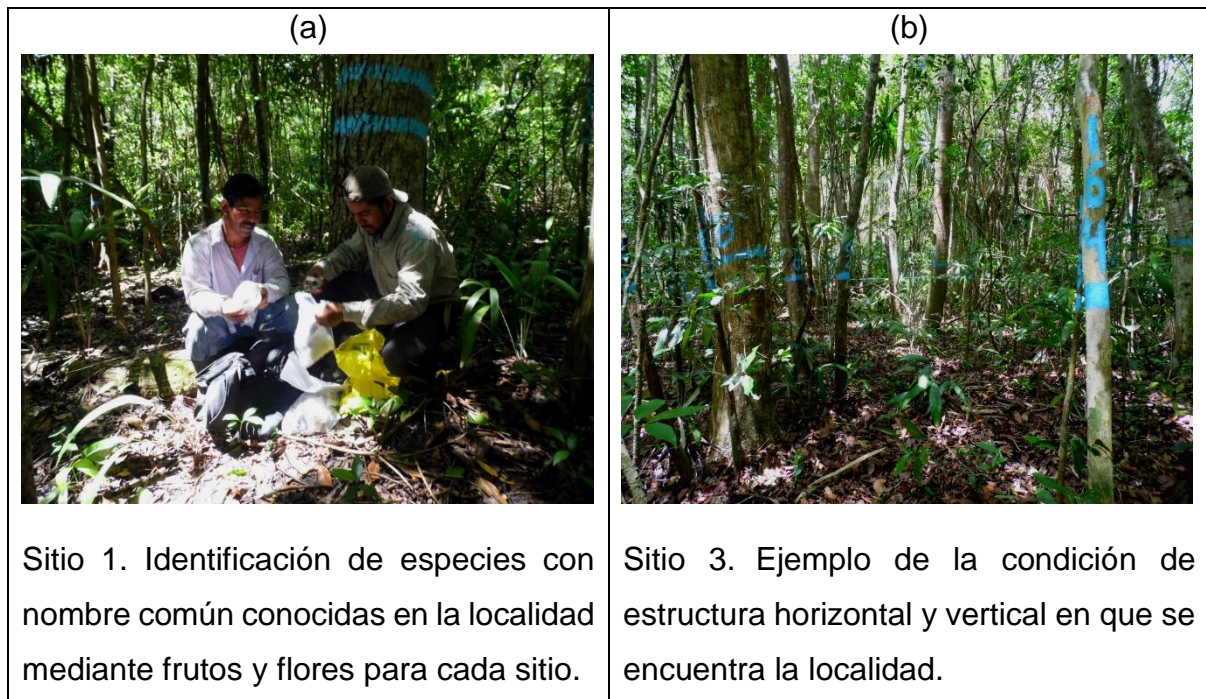 (a)
(b)
164
Sitio 1. Identificación de especies con
nombre común conocidas en la localidad
mediante frutos y flores para cada sitio.
Sitio 3. Ejemplo de la condición de
estructura horizontal y vertical en que se
encuentra la localidad.